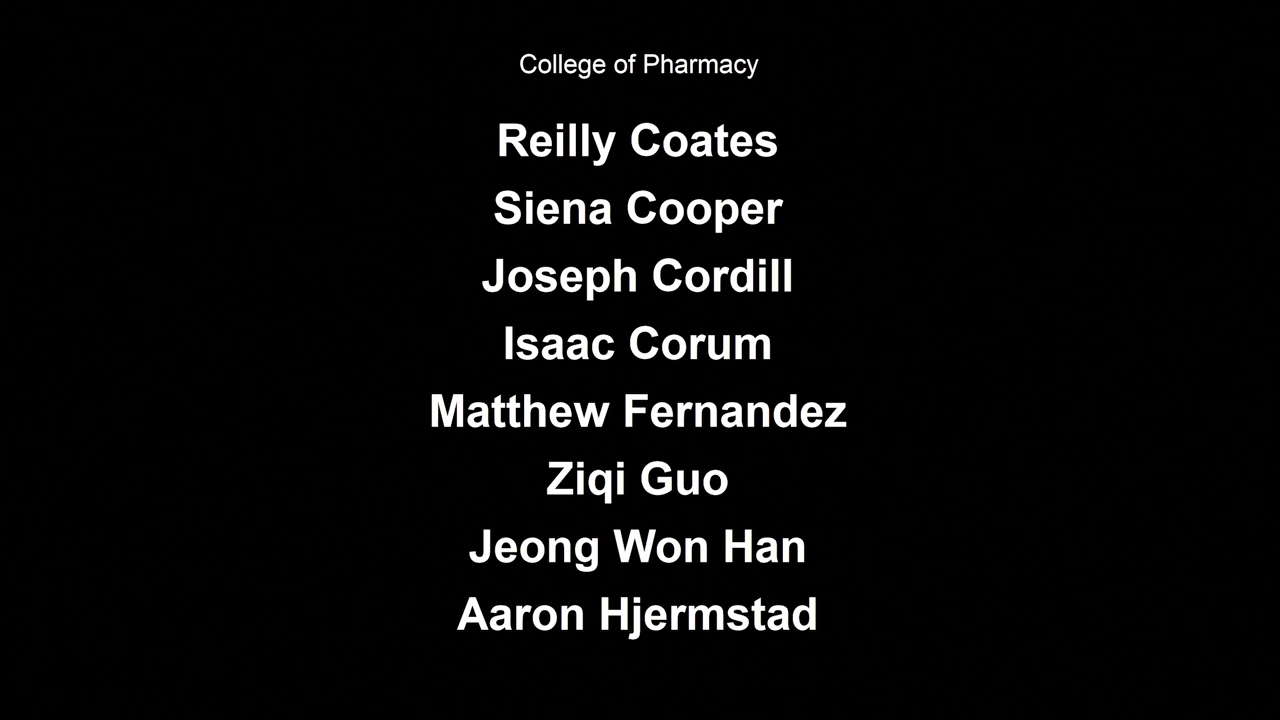 College of Pharmacy
Reilly Coates
Siena Cooper
Joseph Cordill
Isaac Corum
Matthew Fernandez
Ziqi Guo
Jeong Won Han
Aaron Hjermstad